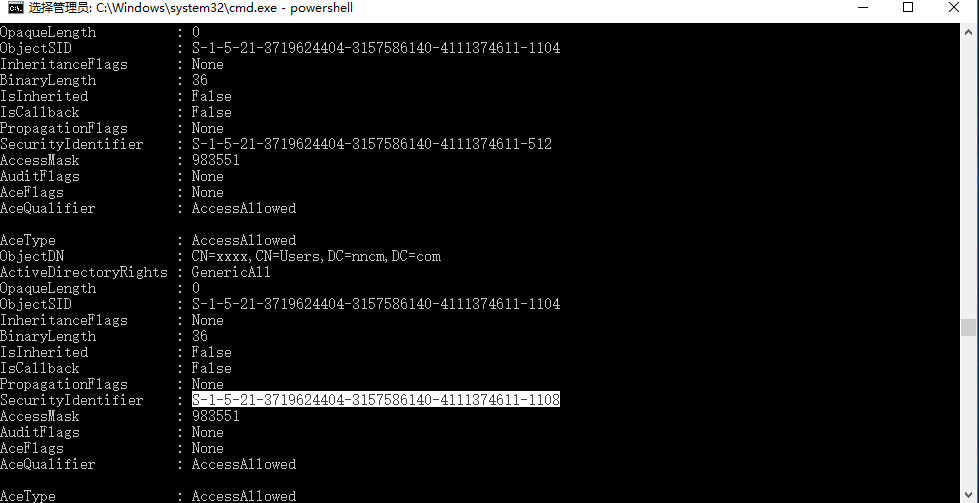 选择管理员: C:\Windows\system32\cmd.exe - powershell
OpaqueLength : 0
ObjectSID : S-1-5-21-3719624404-3157586140-4111374611-1104
InheritanceFlags : None
BinaryLength : 36
IsInherited : False
IsCallback : False
PropagationFlags : None
SecurityIdentifier : S-1-5-21-3719624404-3157586140-4111374611-512
AccessMask : 983551
AuditFlags : None
AceFlags : None
AceQualifier : AccessAllowed
AceType : AccessAllowed
ObjectDN : CN=xxxx,CN=Users,DC=nncm,DC=com
ActiveDirectoryRights : GenericAll
OpaqueLength : 0
ObjectSID : S-1-5-21-3719624404-3157586140-4111374611-1104
InheritanceFlags : None
BinaryLength : 36
IsInherited : False
IsCallback : False
PropagationFlags : None
SecurityIdentifier : S-1-5-21-3719624404-3157586140-4111374611-1108
AccessMask : 983551
AuditFlags : None
AceFlags : None
AceQualifier : AccessAllowed
AceType : AccessAllowed